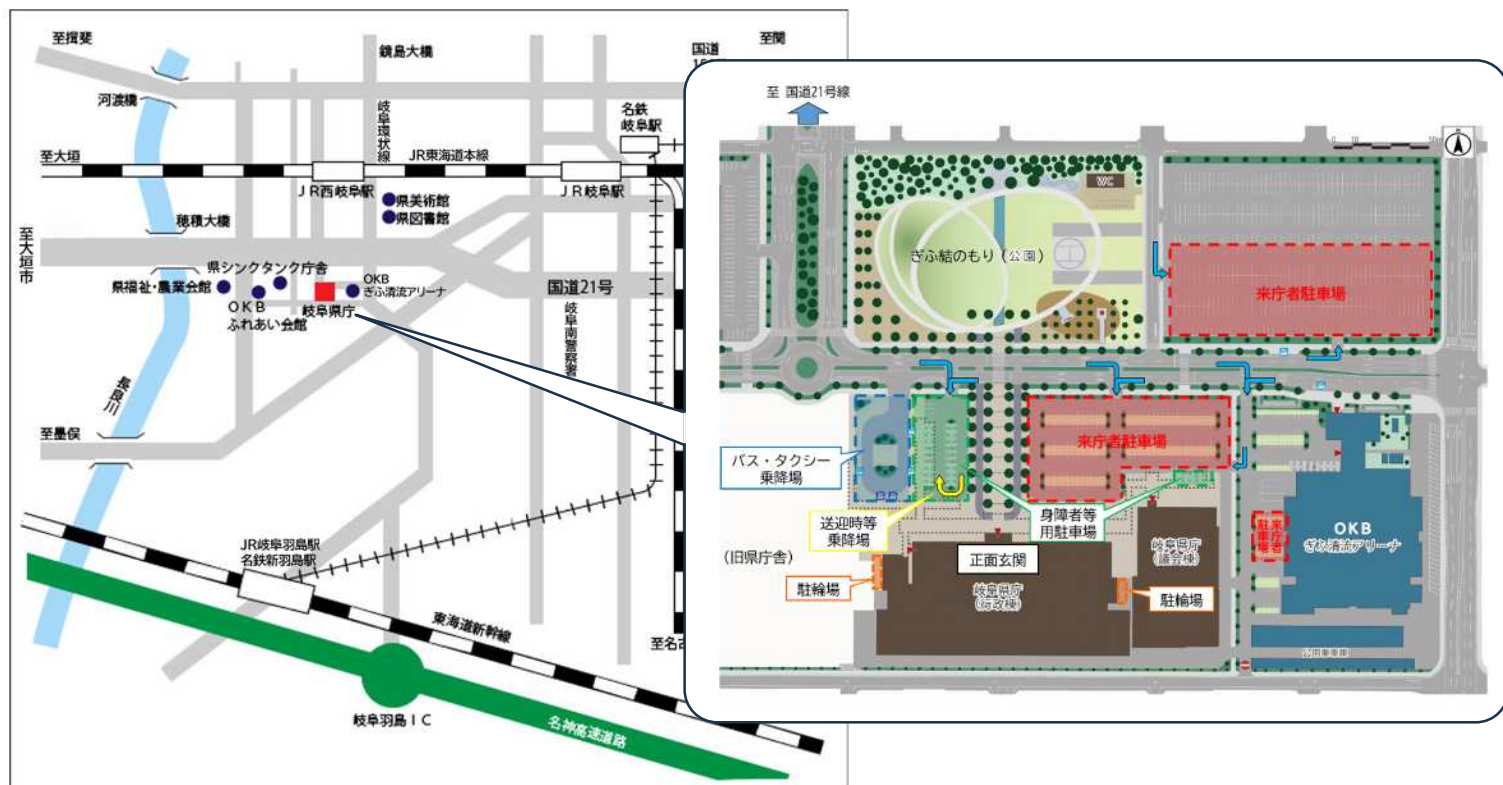 至揖斐
鏡島大橋
国道
至関
河渡橋
岐阜環状線
名鉄
岐阜駅
至大垣
JR東海道本線
JR西岐阜駅
JR岐阜駅
県美術館
県図書館
穂積大橋
至大垣市
県シンクタンク庁舎
県福祉・農業会館
OKB
ふれあい会館
岐阜県庁
OKB
ぎふ清流アリーナ
国道21号
岐阜南警察署
長良川
至墨俣
JR岐阜羽島駅
名鉄新羽島駅
東海道新幹線
至名古
岐阜羽島IC
名神高速道路
至 国道21号線
WC
ぎふ結のもり(公園)
来庁者駐車場
来庁者駐車場
バス・タクシー
乗降場
送迎時等
乗降場
身障者等
用駐車場
来庁者
駐車場
OKB
ぎふ清流アリーナ
(旧県庁舎)
正面玄関
岐阜県庁
(議会棟)
駐輪場
岐阜県庁
(行政棟)
駐輪場